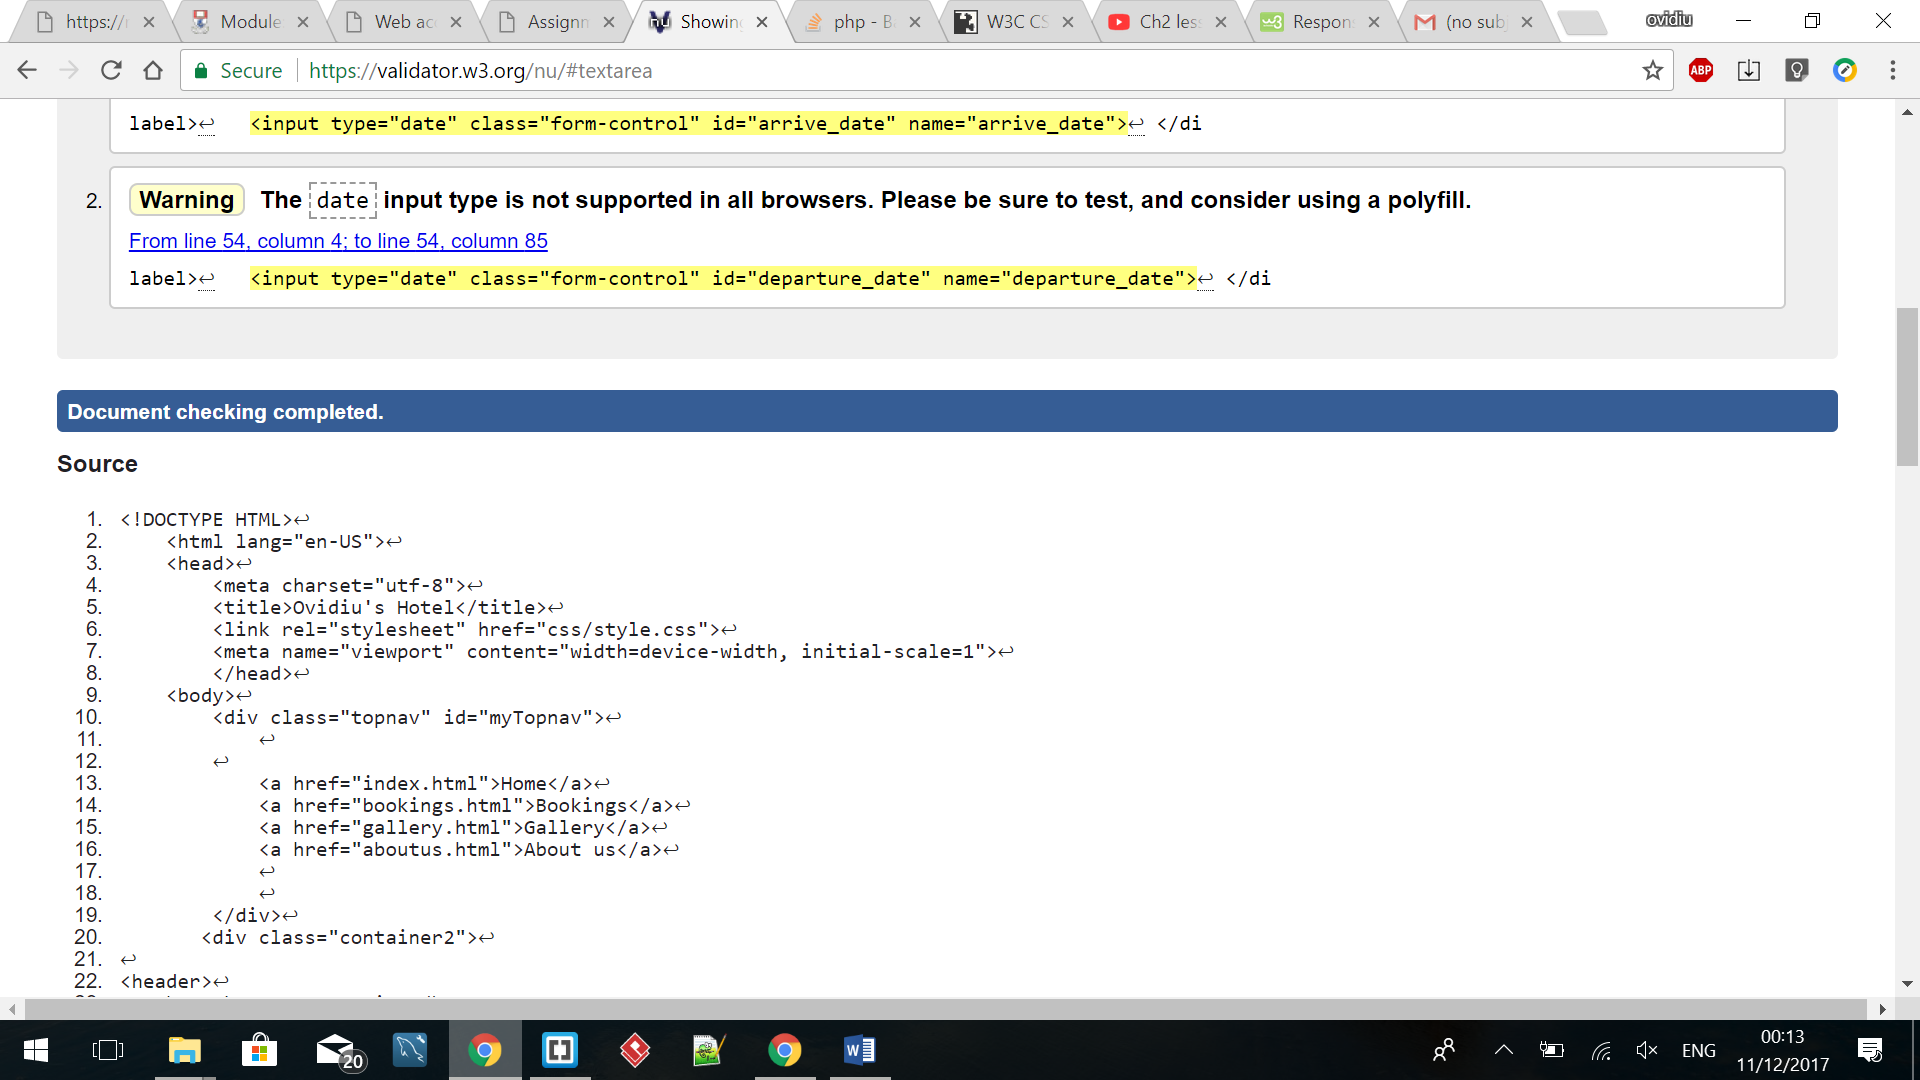 https://r
Module
Web ac
Assignm
Showing
php - B
W3C CS
Ch2 les
Respon
(no sub
ovidiu
Secure https://validator.w3.org/nu/#textarea
ABP
label>↩ <input type="date" class="form-control" id="arrive_date" name="arrive_date">↩ </di
2. Warning The date input type is not supported in all browsers. Please be sure to test, and consider using a polyfill.
From line 54, column 4; to line 54, column 85
label>↩ <input type="date" class="form-control" id="departure_date" name="departure_date">↩ </di
Document checking completed.
Source
1. <!DOCTYPE HTML>↩
2. <html lang="en-US">↩
3. <head>↩
4. <meta charset="utf-8">↩
5. <title>Ovidiu's Hotel</title>↩
6. <link rel="stylesheet" href="css/style.css">↩
7. <meta name="viewport" content="width=device-width, initial-scale=1">↩
8. </head>↩
9. <body>↩
10. <div class="topnav" id="myTopnav">↩
11. ↩
12. ↩
13. <a href="index.html">Home</a>↩
14. <a href="bookings.html">Bookings</a>↩
15. <a href="gallery.html">Gallery</a>↩
16. <a href="aboutus.html">About us</a>↩
17. ↩
18. ↩
19. </div>↩
20. <div class="container2">↩
21. ↩
22. <header>↩
20
ENG
00:13
11/12/2017